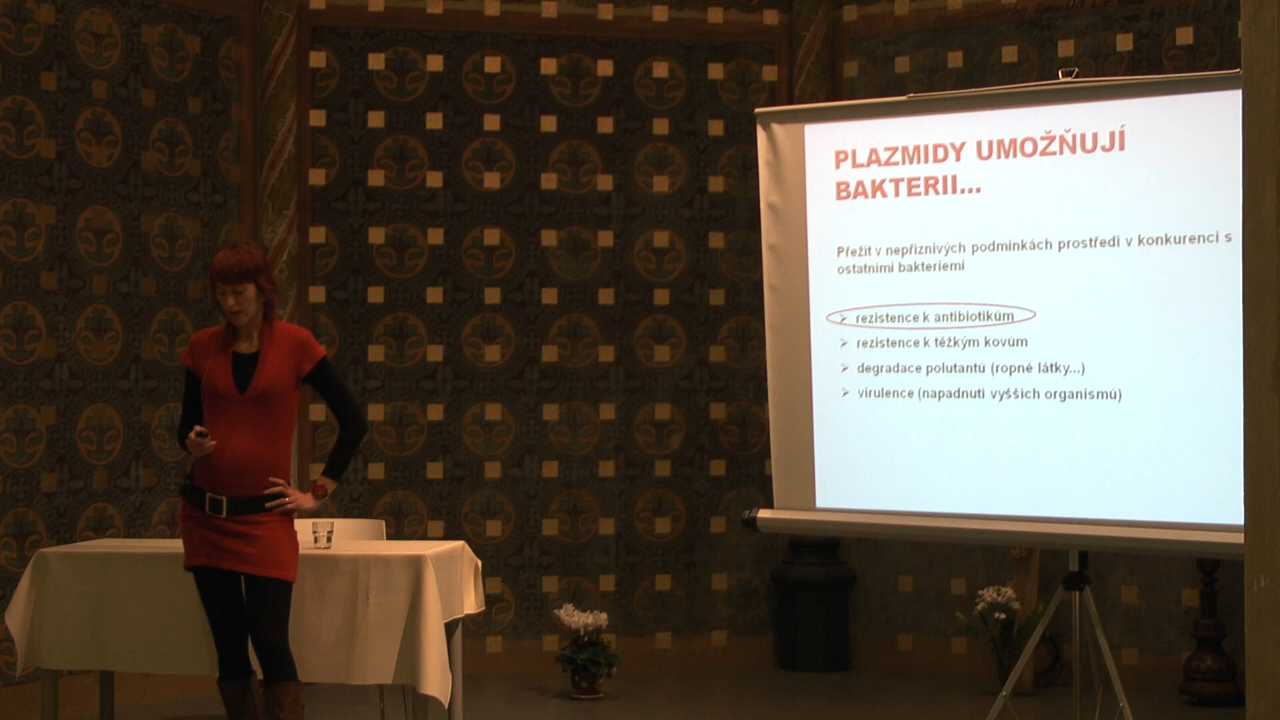 PLAZMIDY UMOŽŇUJÍ
BAKTERII...
Přežít v nepříznivých podmínkách prostředí v konkurenci s
ostatními bakteriemi
➢ rezistence k antibiotikům
➢ rezistence k těžkým kovům
➢ degradace polutantů (ropné látky...)
➢ virulence (napadnutí vyšších organismů)